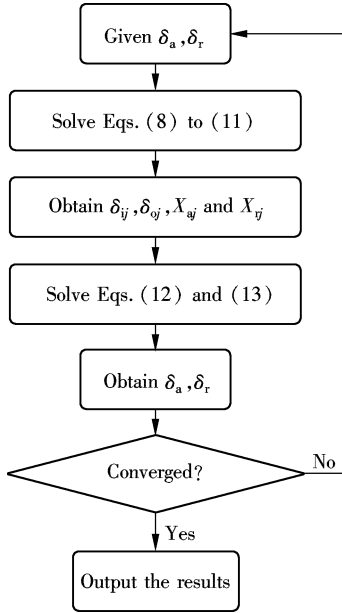 Given δₐ,δᵣ
Solve Eqs. (8) to (11)
Obtain δᵢⱼ,δₒⱼ,Xₐⱼ and Xᵣⱼ
Solve Eqs. (12) and (13)
Obtain δₐ,δᵣ
Converged?
No
Yes
Output the results